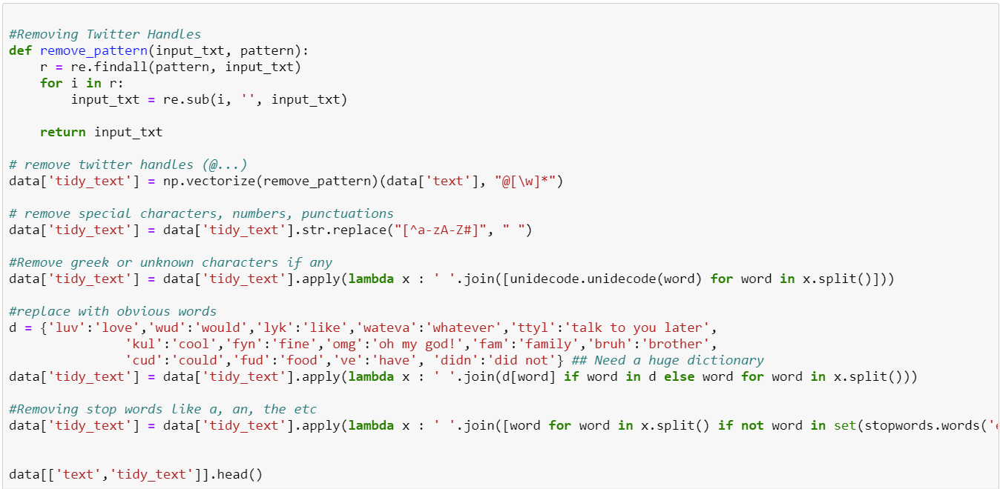 #Removing Twitter Handles
def remove_pattern(input_txt, pattern):
    r = re.findall(pattern, input_txt)
    for i in r:
        input_txt = re.sub(i, '', input_txt)
    return input_txt
# remove twitter handles (@...)
data['tidy_text'] = np.vectorize(remove_pattern)(data['text'], "@[\w]*")
# remove special characters, numbers, punctuations
data['tidy_text'] = data['tidy_text'].str.replace("[^a-zA-Z#]", " ")
#Remove greek or unknown characters if any
data['tidy_text'] = data['tidy_text'].apply(lambda x : ' '.join([unidecode.unidecode(word) for word in x.split()]))
#replace with obvious words
d = {'luv':'love','wud':'would','lyk':'like','wateva':'whatever','ttyl':'talk to you later',
               'kul':'cool','fyn':'fine','omg':'oh my god!','fam':'family','bruh':'brother',
               'cud':'could','fud':'food','ve':'have', 'didn':'did not'} ## Need a huge dictionary
data['tidy_text'] = data['tidy_text'].apply(lambda x : ' '.join(d[word] if word in d else word for word in x.split()))
#Removing stop words like a, an, the etc
data['tidy_text'] = data['tidy_text'].apply(lambda x : ' '.join([word for word in x.split() if not word in set(stopwords.words('
data[['text','tidy_text']].head()